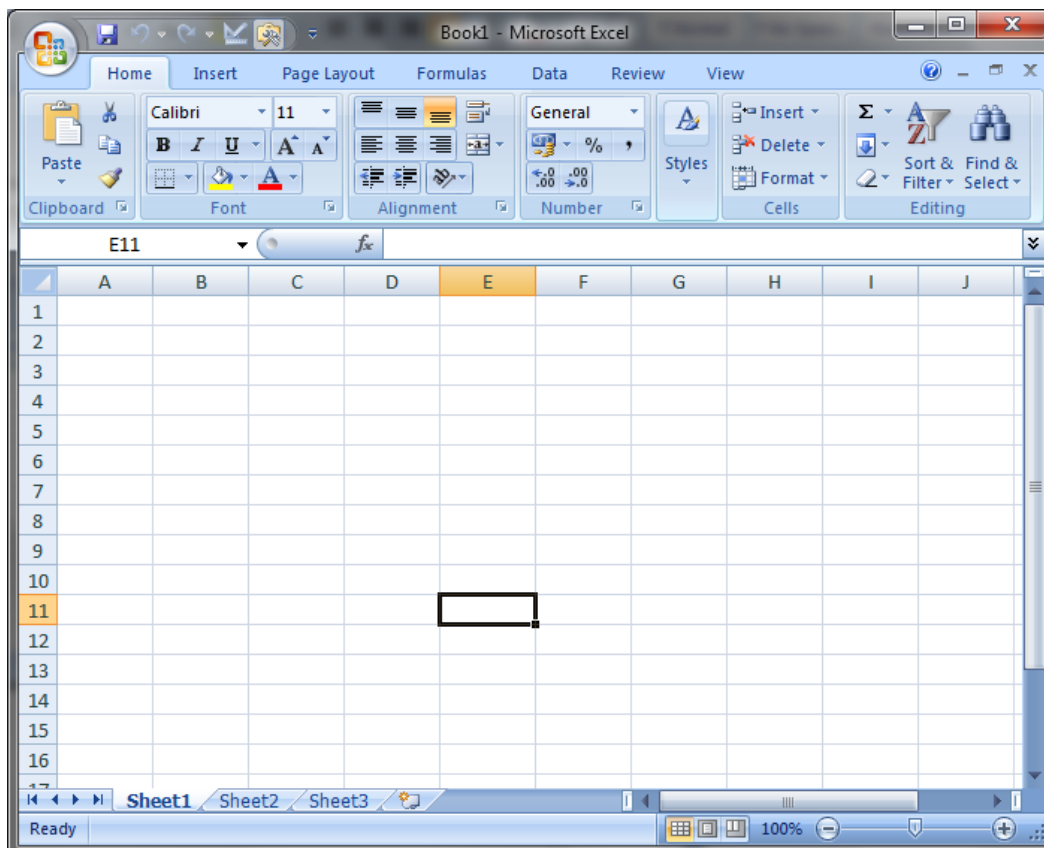 Book1 - Microsoft Excel
Home Insert Page Layout Formulas Data Review View
Calibri 11 General Insert Σ
B I U A A % , Delete
Paste Styles Sort & Find &
A .00 .00 Format Filter Select
Clipboard Font Alignment Number Cells Editing
E11 fx
A B C D E F G H I J
1
2
3
4
5
6
7
8
9
10
11
12
13
14
15
16
17
Sheet1 Sheet2 Sheet3
Ready 100%